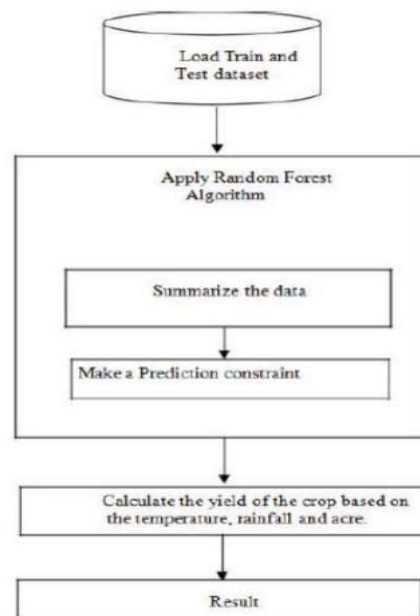 Load Train and
Test dataset
Apply Random Forest
Algorithm
Summarize the data
Make a Prediction constraint
Calculate the yield of the crop based on
the temperature, rainfall and acre.
Result